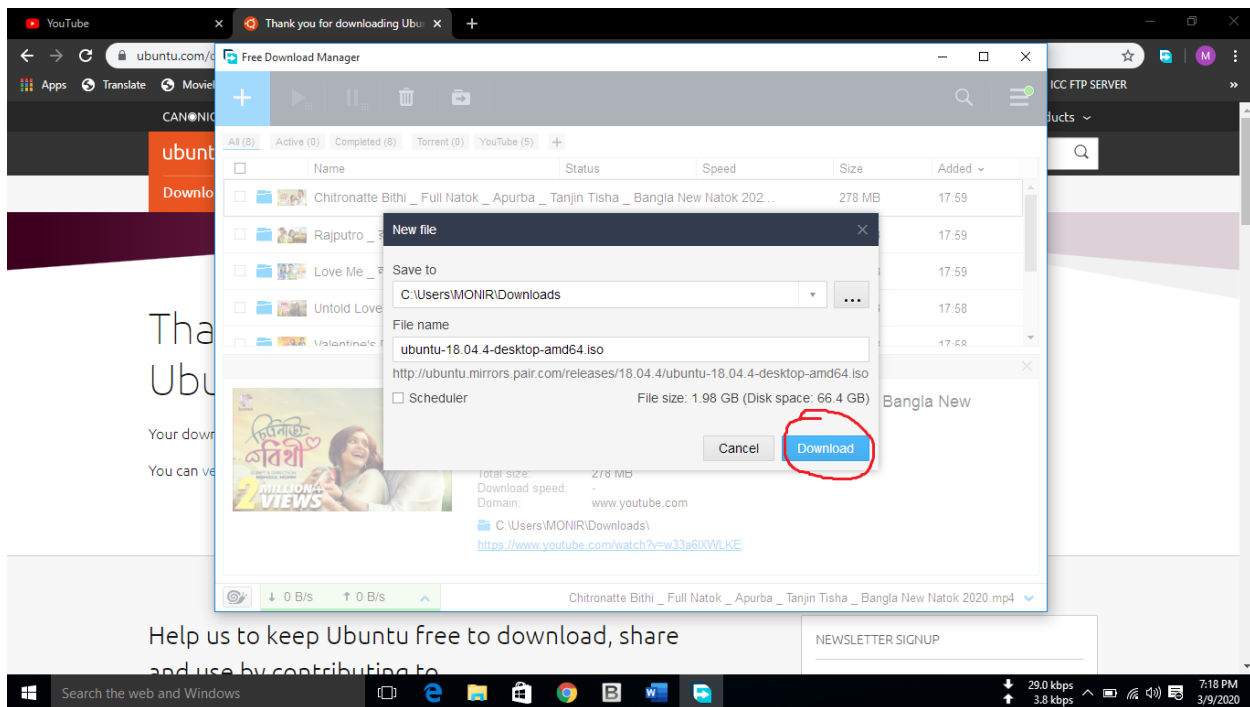 YouTube
Thank you for downloading Ubu
ubuntu.com/d
Free Download Manager
M
Apps
Translate
Movie
ICC FTP SERVER
»
CANONIC
ducts
ubunt
Downlo
All (8)
Active (0)
Completed (8)
Torrent (0)
YouTube (5)
Name
Status
Speed
Size
Added
Chitronatte Bithi _ Full Natok _ Apurba _ Tanjin Tisha _ Bangla New Natok 202...
278 MB
17:59
Rajputro _
17:59
Love Me _
17:59
Untold Love
17:58
Valentine's
17:58
New file
Save to
C:\Users\MONIR\Downloads
...
File name
ubuntu-18.04.4-desktop-amd64.iso
http://ubuntu.mirrors.pair.com/releases/18.04.4/ubuntu-18.04.4-desktop-amd64.iso
Scheduler
File size: 1.98 GB (Disk space: 66.4 GB)
Cancel
Download
Bangla New
Tha
Ubu
Your down
You can ve
2 MILLION+
VIEWS
Total size: 278 MB
Download speed: -
Domain: www.youtube.com
C:\Users\MONIR\Downloads\
https://www.youtube.com/watch?v=w33a6lXWLKE
0 B/s
0 B/s
Chitronatte Bithi _ Full Natok _ Apurba _ Tanjin Tisha _ Bangla New Natok 2020.mp4
Help us to keep Ubuntu free to download, share
and use by contributing to
NEWSLETTER SIGNUP
Search the web and Windows
29.0 kbps
3.8 kbps
7:18 PM
3/9/2020